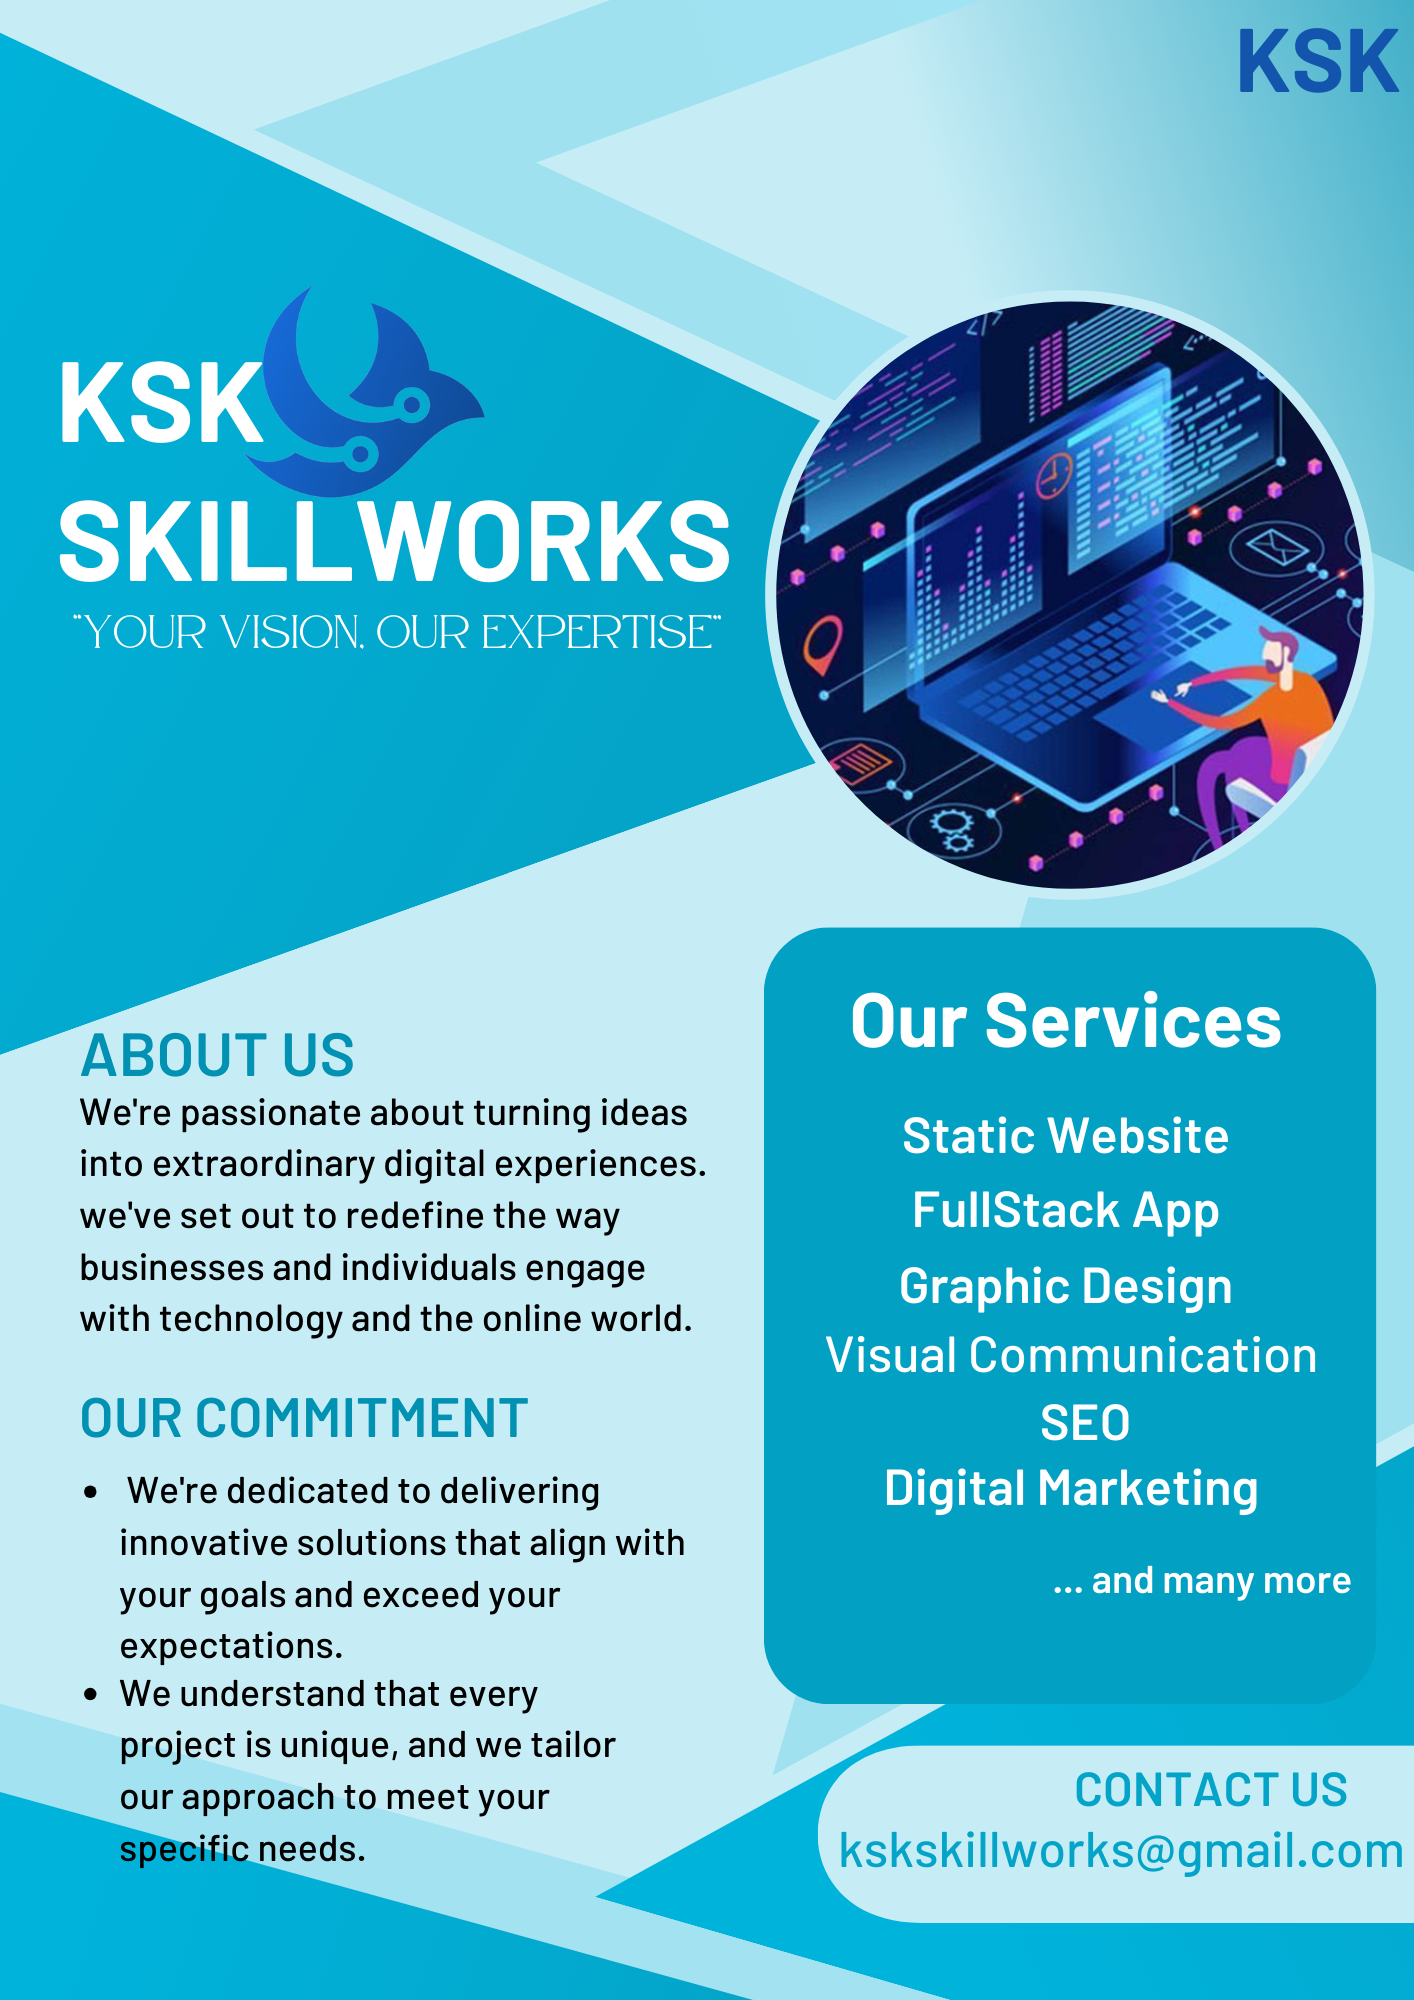 KSK
KSK
SKILLWORKS
"YOUR VISION, OUR EXPERTISE"
ABOUT US
We're passionate about turning ideas
into extraordinary digital experiences.
we've set out to redefine the way
businesses and individuals engage
with technology and the online world.
OUR COMMITMENT
• We're dedicated to delivering
innovative solutions that align with
your goals and exceed your
expectations.
• We understand that every
project is unique, and we tailor
our approach to meet your
specific needs.
Our Services
Static Website
FullStack App
Graphic Design
Visual Communication
SEO
Digital Marketing
... and many more
CONTACT US
kskskillworks@gmail.com